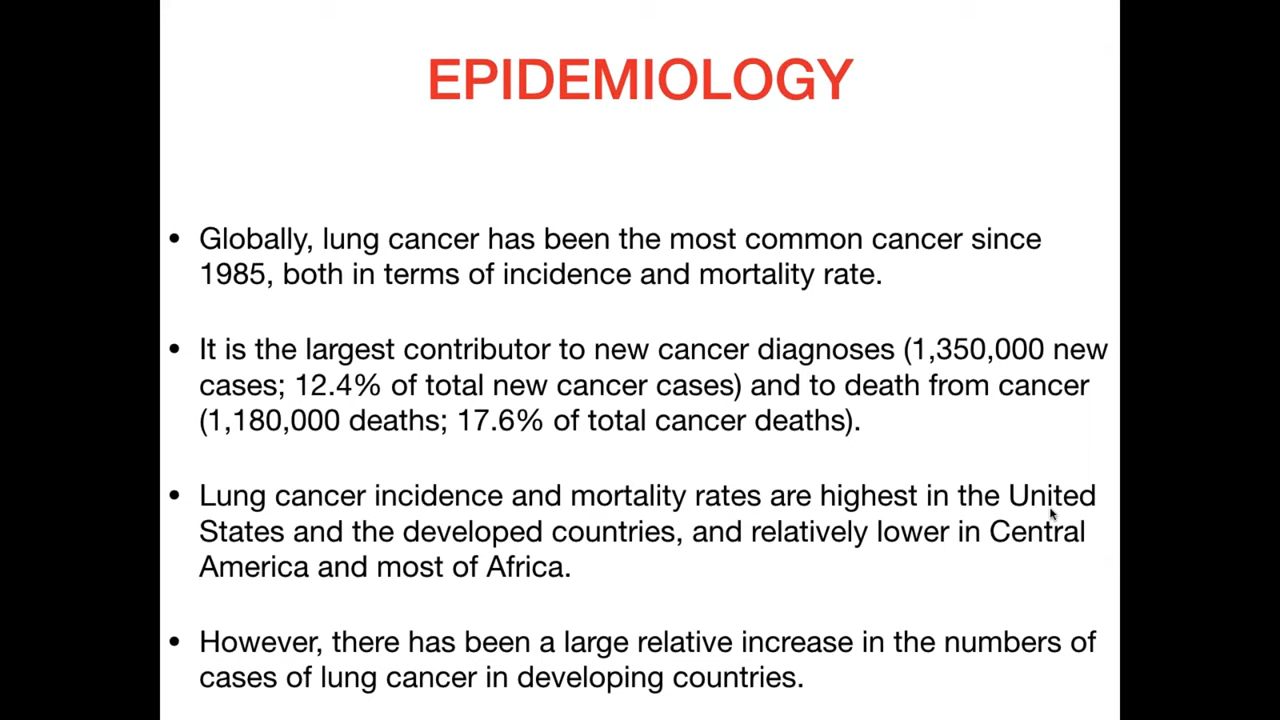 EPIDEMIOLOGY
• Globally, lung cancer has been the most common cancer since
1985, both in terms of incidence and mortality rate.
• It is the largest contributor to new cancer diagnoses (1,350,000 new
cases; 12.4% of total new cancer cases) and to death from cancer
(1,180,000 deaths; 17.6% of total cancer deaths).
• Lung cancer incidence and mortality rates are highest in the United
States and the developed countries, and relatively lower in Central
America and most of Africa.
• However, there has been a large relative increase in the numbers of
cases of lung cancer in developing countries.